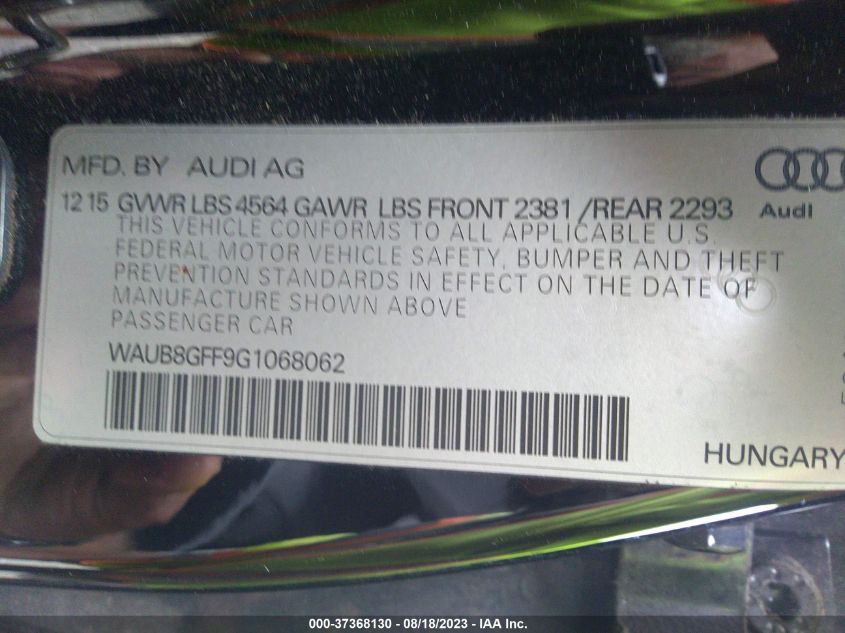 MFD. BY AUDI AG
12 15 GVWR LBS 4564 GAWR LBS FRONT 2381 /REAR 2293
Audi
THIS VEHICLE CONFORMS TO ALL APPLICABLE U.S.
FEDERAL MOTOR VEHICLE SAFETY, BUMPER AND THEFT
PREVENTION STANDARDS IN EFFECT ON THE DATE OF
MANUFACTURE SHOWN ABOVE
PASSENGER CAR
WAUB8GFF9G1068062
HUNGARY
000-37368130 - 08/18/2023 - IAA Inc.